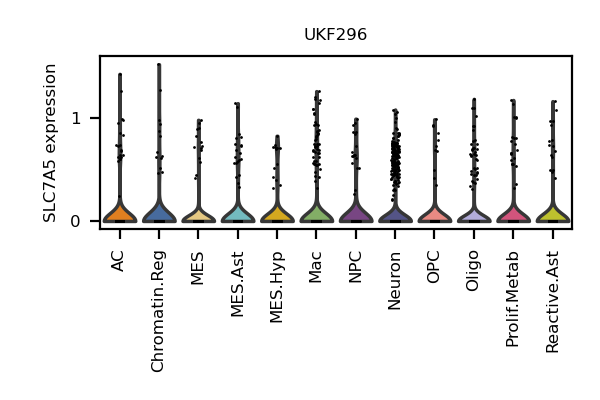 UKF296
SLC7A5 expression
1
0
AC
Chromatin.Reg
MES
MES.Ast
MES.Hyp
Mac
NPC
Neuron
OPC
Oligo
Prolif.Metab
Reactive.Ast